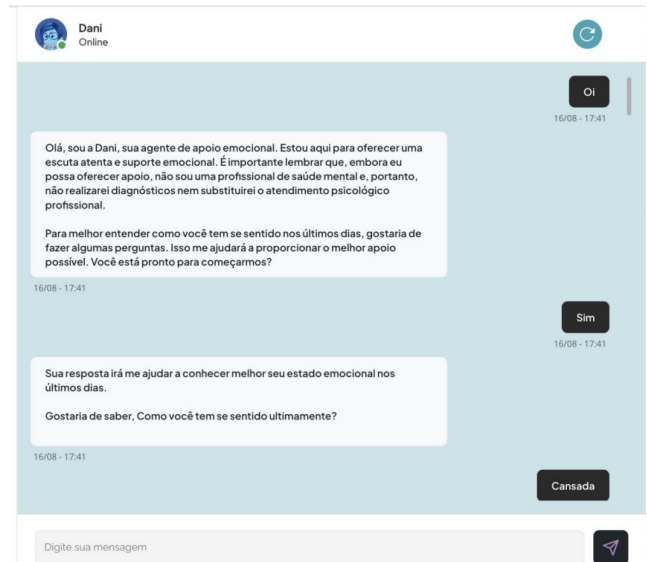 Dani
Online
Oi
16/08 - 17:41
Olá, sou a Dani, sua agente de apoio emocional. Estou aqui para oferecer uma
escuta atenta e suporte emocional. É importante lembrar que, embora eu
possa oferecer apoio, não sou uma profissional de saúde mental e, portanto,
não realizarei diagnósticos nem substituirei o atendimento psicológico
profissional.
Para melhor entender como você tem se sentido nos últimos dias, gostaria de
fazer algumas perguntas. Isso me ajudará a proporcionar o melhor apoio
possível. Você está pronto para começarmos?
16/08 - 17:41
Sim
16/08 - 17:41
Sua resposta irá me ajudar a conhecer melhor seu estado emocional nos
últimos dias.
Gostaria de saber, Como você tem se sentido ultimamente?
16/08 - 17:41
Cansada
Digite sua mensagem